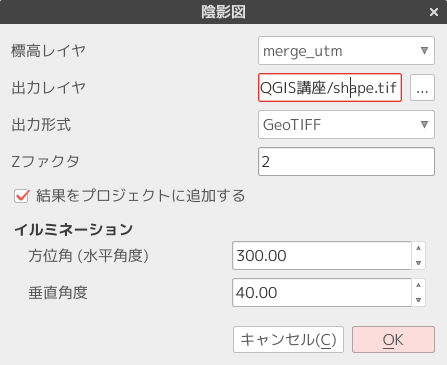 陰影図
標高レイヤ merge_utm
出力レイヤ QGIS講座/shape.tif ...
出力形式 GeoTIFF
Zファクタ 2
結果をプロジェクトに追加する
イルミネーション
方位角 (水平角度) 300.00
垂直角度 40.00
キャンセル(C) OK